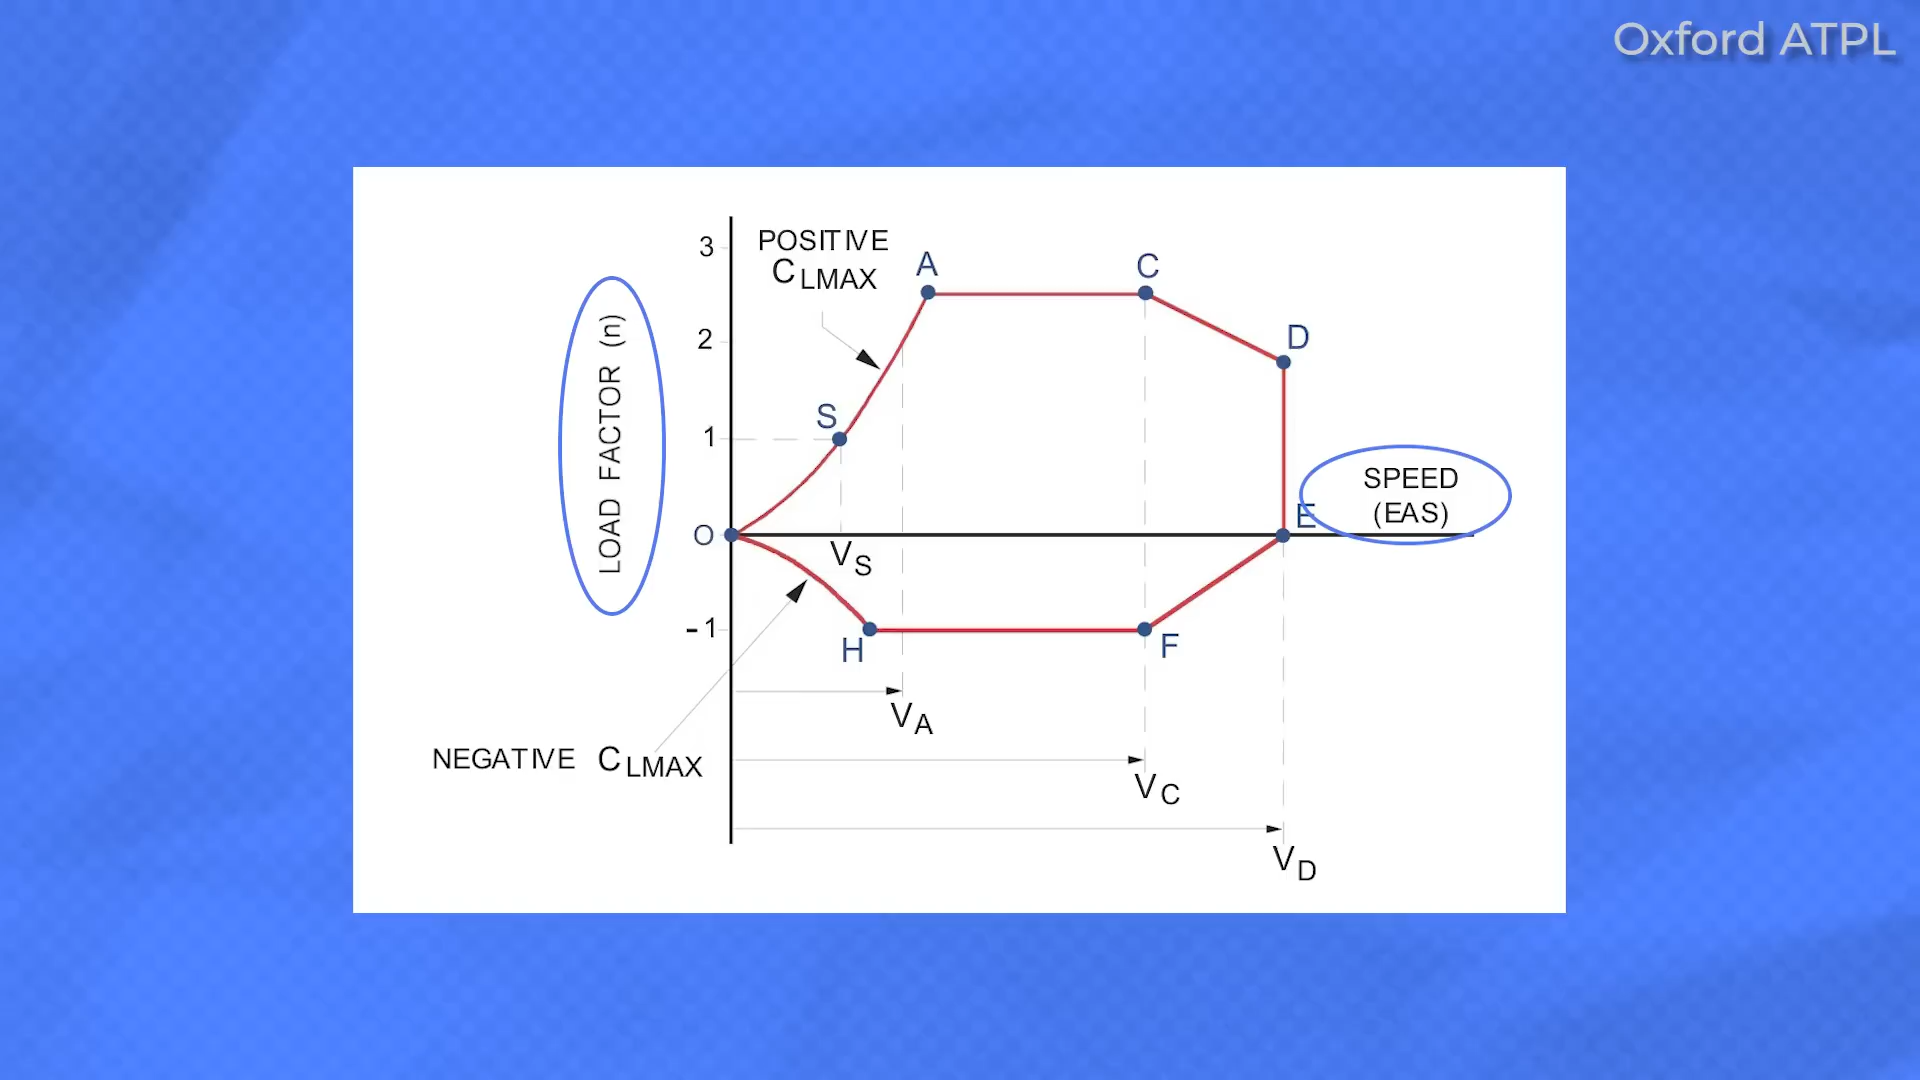 Oxford ATPL
POSITIVE
CLMAX
3
A
C
2
D
LOAD FACTOR (n)
S
1
SPEED
(EAS)
E
O
VS
-1
H
F
VA
NEGATIVE CLMAX
VC
VD